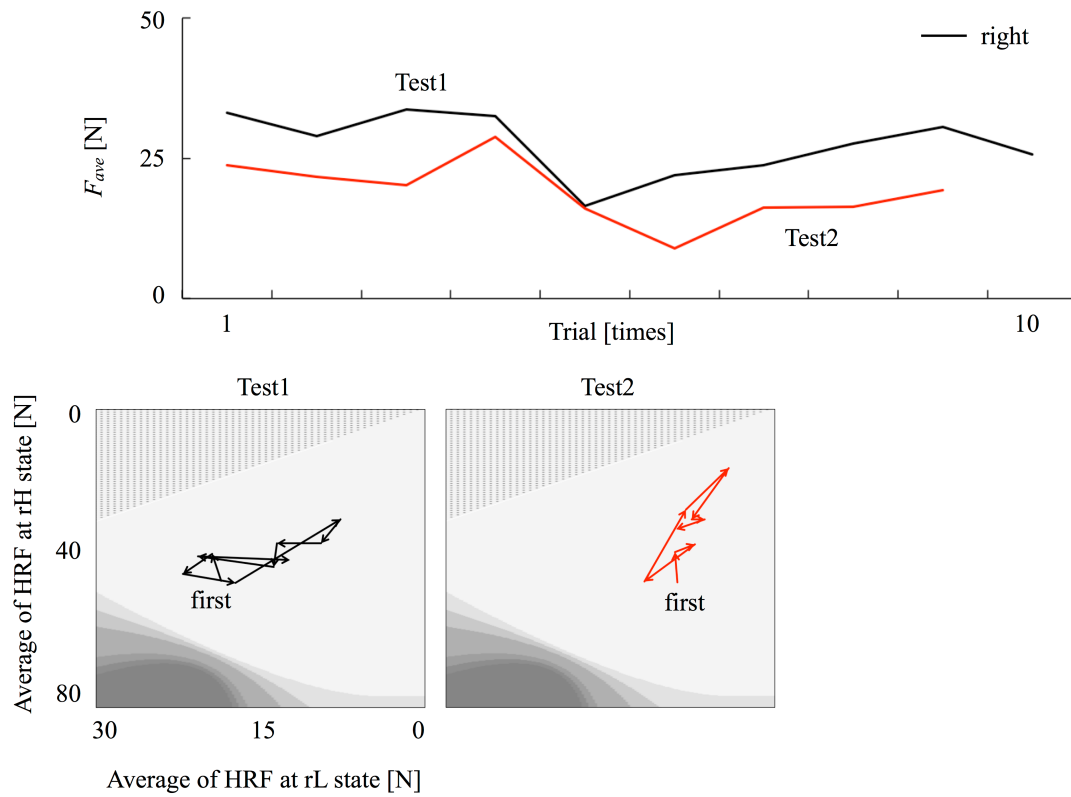 50
right
Test1
F_ave [N]
25
Test2
0
1
Trial [times]
10
Test1
Test2
Average of HRF at rH state [N]
0
40
first
first
80
30
15
0
Average of HRF at rL state [N]